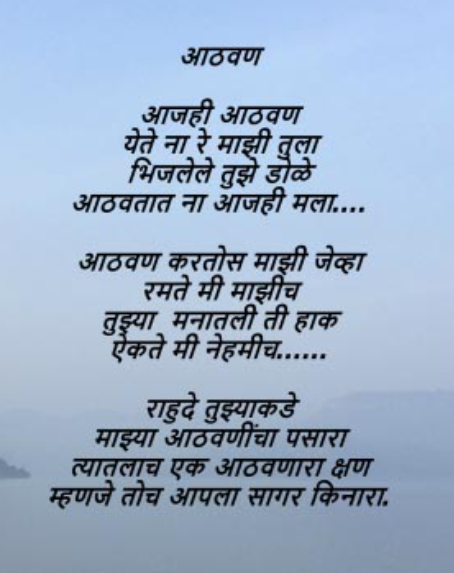 आठवण
आजही आठवण
येते ना रे माझी तुला
भिजलेले तुझे डोळे
आठवतात ना आजही मला....
आठवण करतोस माझी जेव्हा
रमते मी माझीच
तुझ्या मनातली ती हाक
ऐकते मी नेहमीच......
राहुदे तुझ्याकडे
माझ्या आठवणींचा पसारा
त्यातलाच एक आठवणारा क्षण
म्हणजे तोच आपला सागर किनारा.